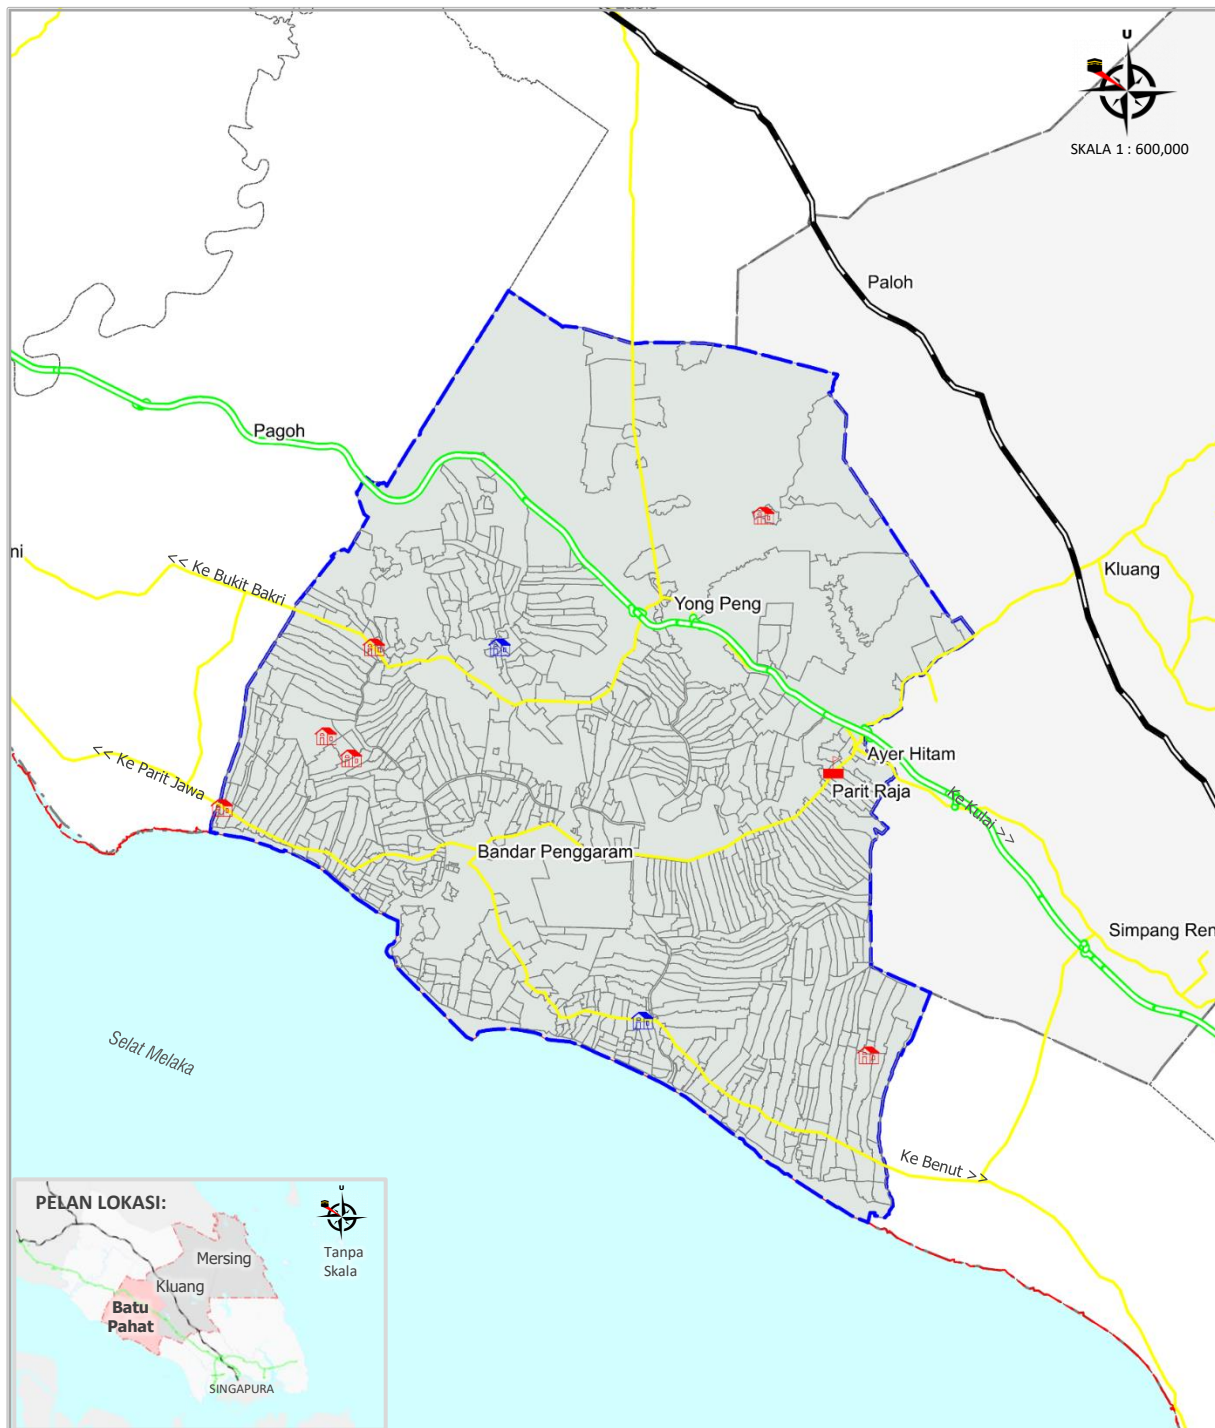 U
SKALA 1 : 600,000
Paloh
Pagoh
ni
<< Ke Bukit Bakri
Kluang
Yong Peng
<< Ke Parit Jawa
Ayer Hitam
Parit Raja
Ke Kulai >>
Bandar Penggaram
Simpang Ren
Selat Melaka
Ke Benut >>
PELAN LOKASI:
U
Tanpa
Skala
Mersing
Kluang
Batu
Pahat
SINGAPURA